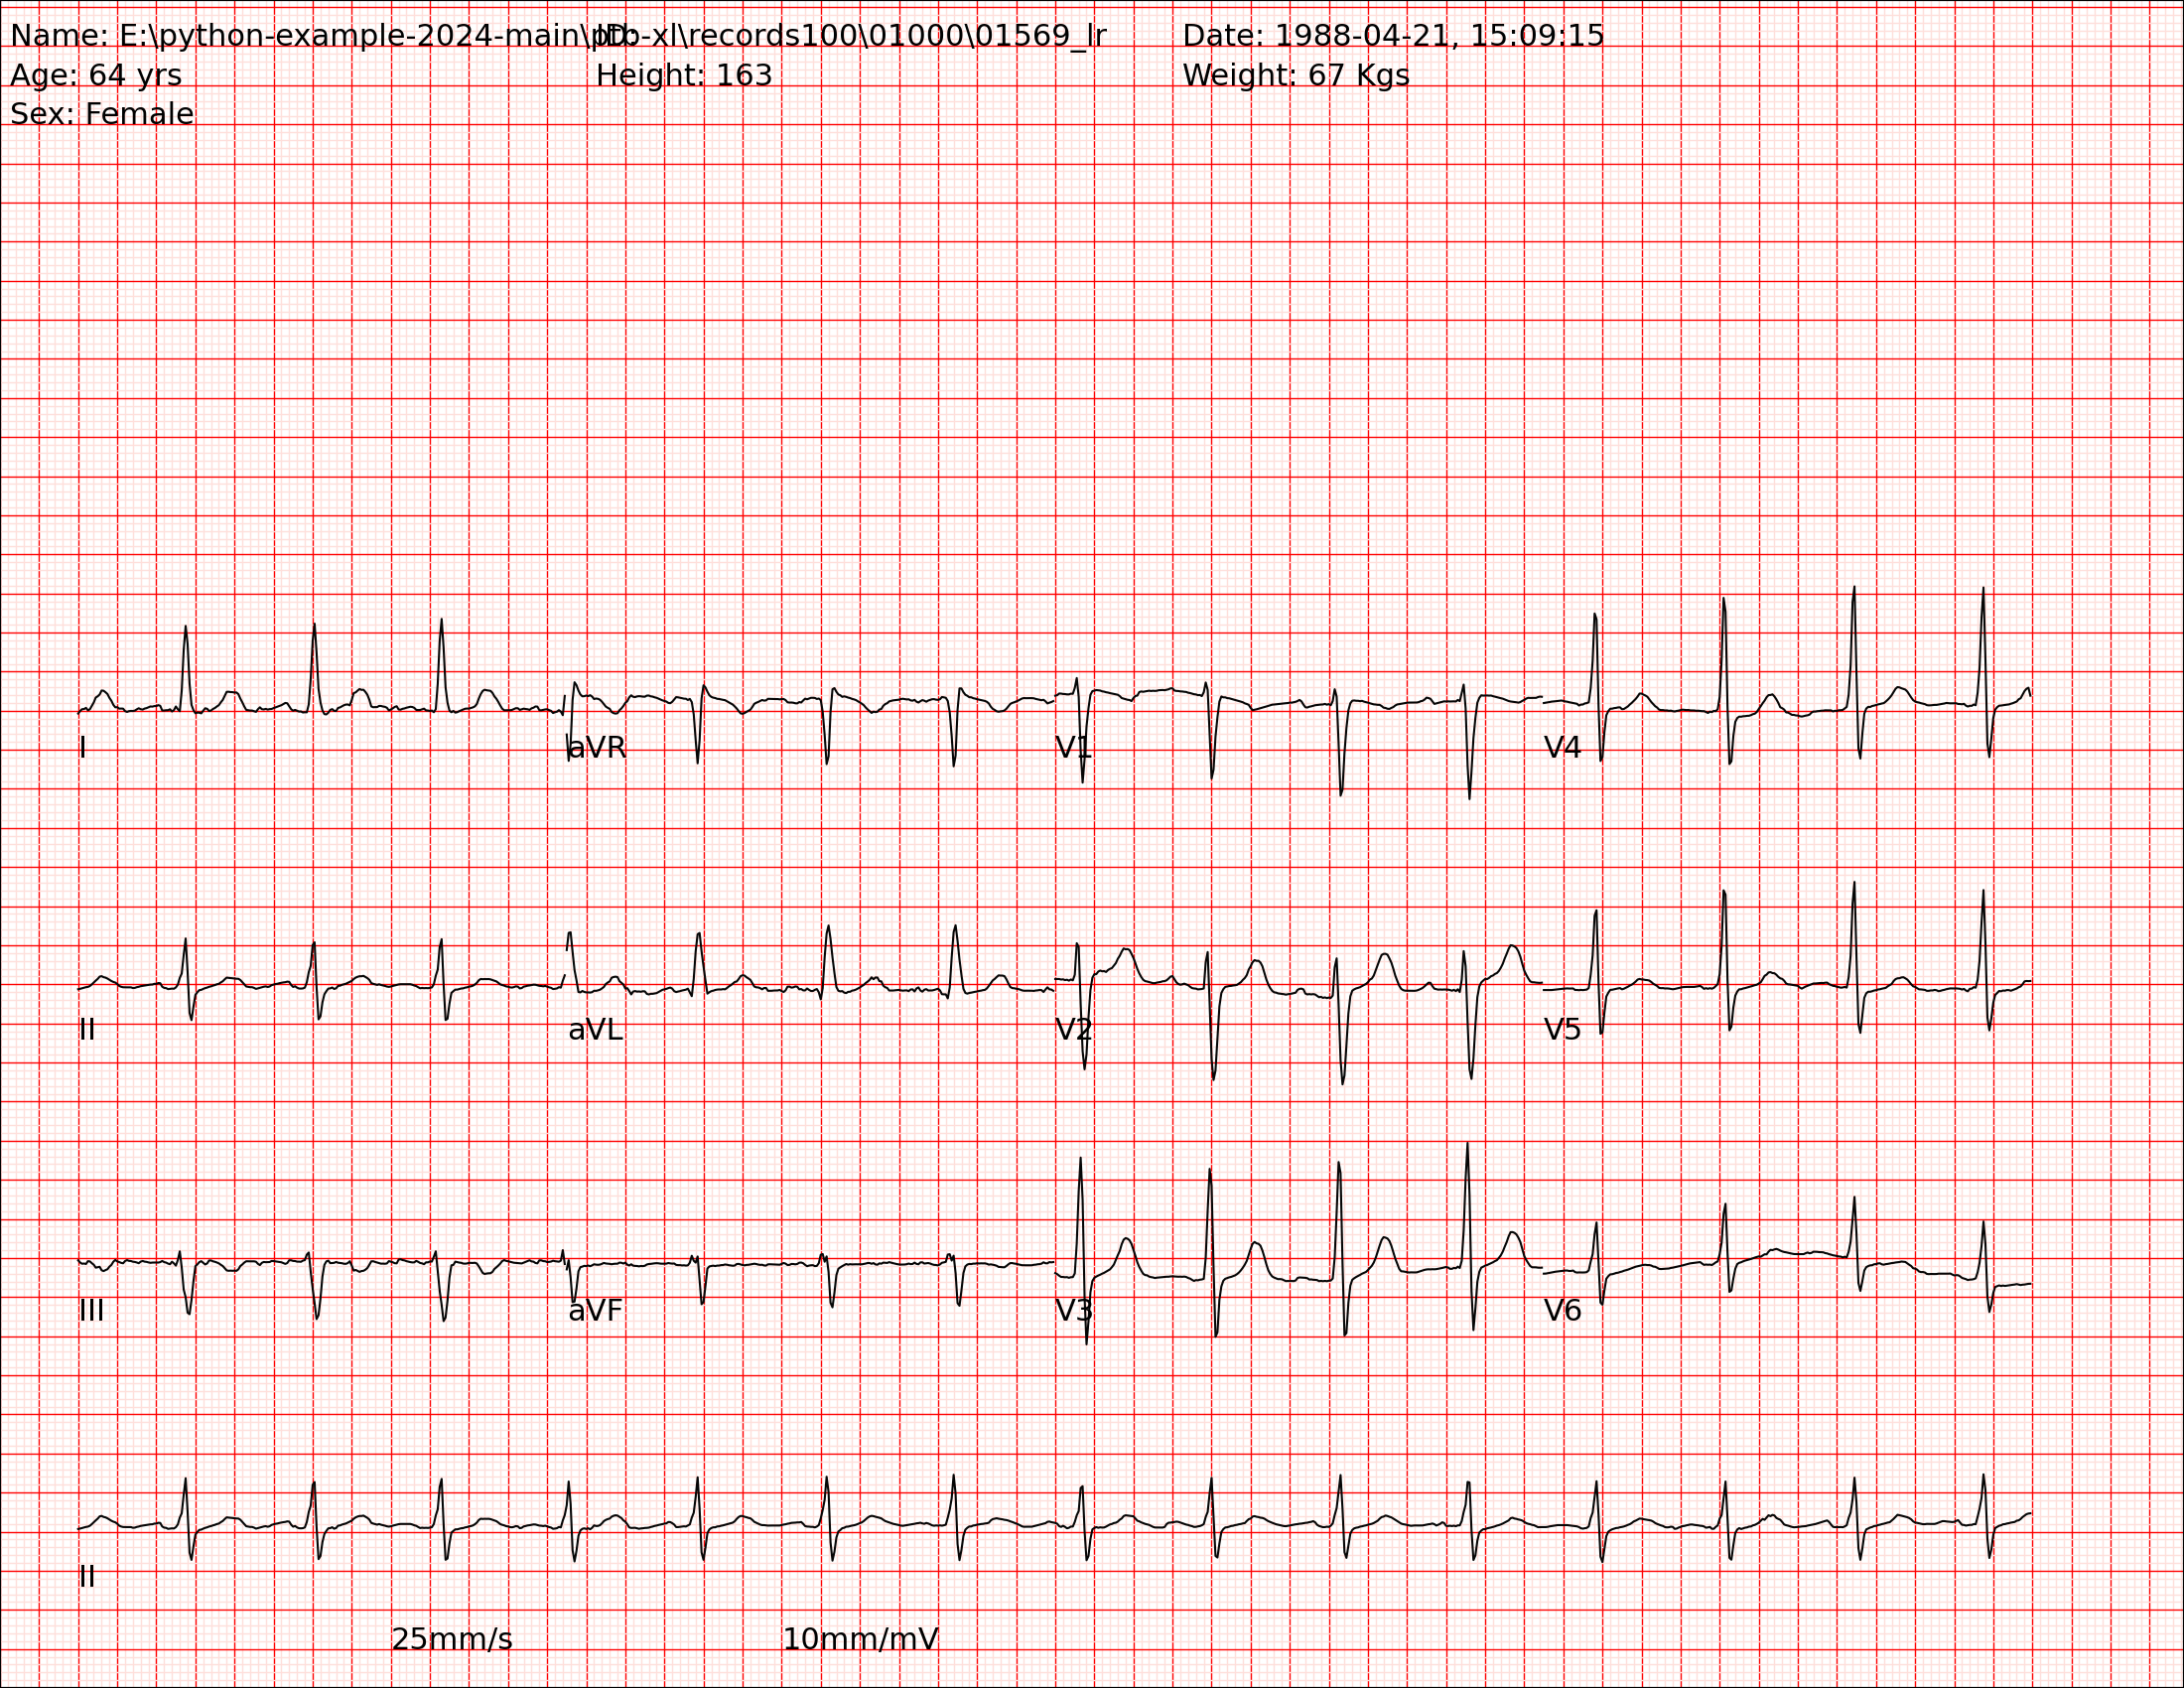 Name: E:\python-example-2024-main\ptb-xl\records100\01000\01569_lr ID: Date: 1988-04-21, 15:09:15
Age: 64 yrs Height: 163 Weight: 67 Kgs
Sex: Female
I aVR V1 V4
II aVL V2 V5
III aVF V3 V6
II
25mm/s 10mm/mV